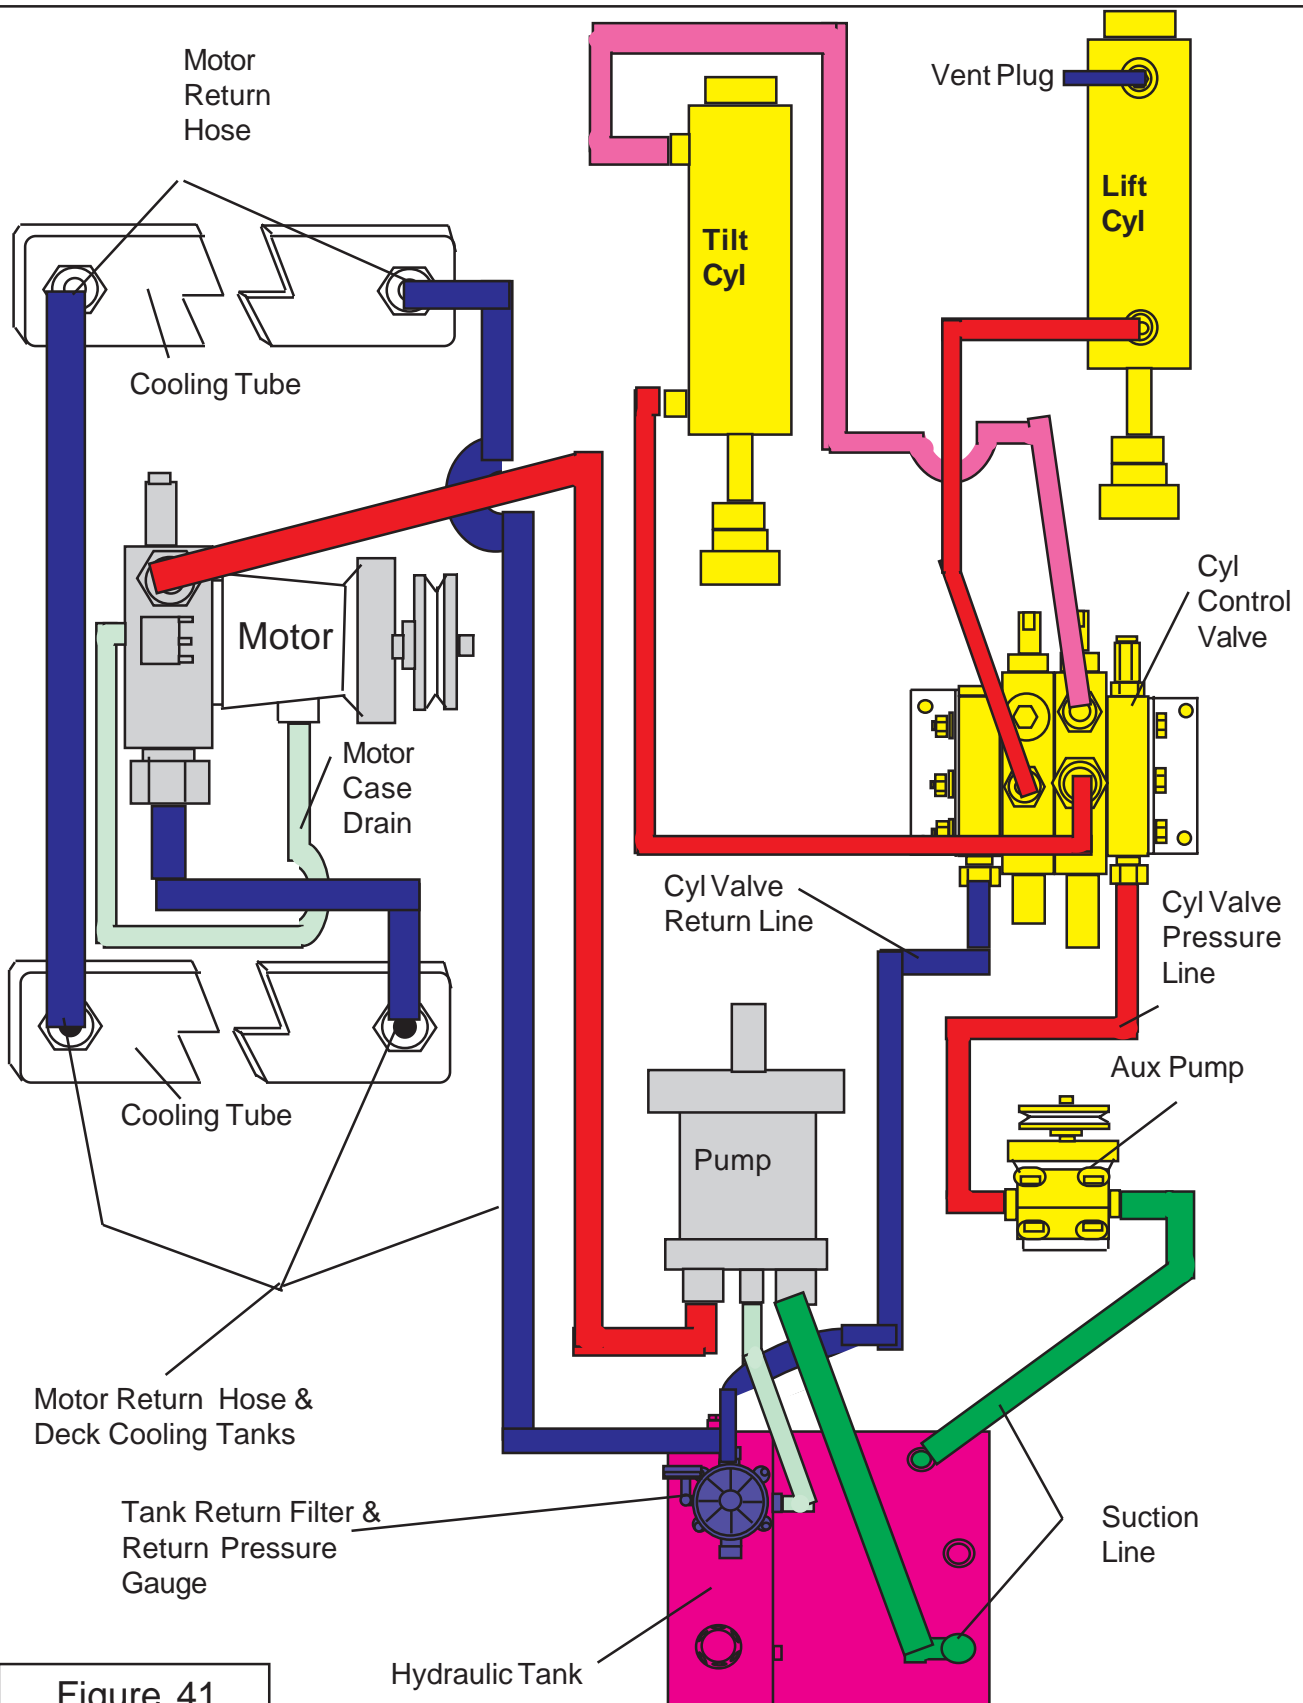 Motor
Return
Hose
Vent Plug
Lift
Cyl
Tilt
Cyl
Cooling Tube
Cyl
Control
Valve
Motor
Motor
Case
Drain
Cyl Valve
Return Line
Cyl Valve
Pressure
Line
Aux Pump
Cooling Tube
Pump
Motor Return Hose &
Deck Cooling Tanks
Tank Return Filter &
Return Pressure
Gauge
Suction
Line
Hydraulic Tank
Figure 41